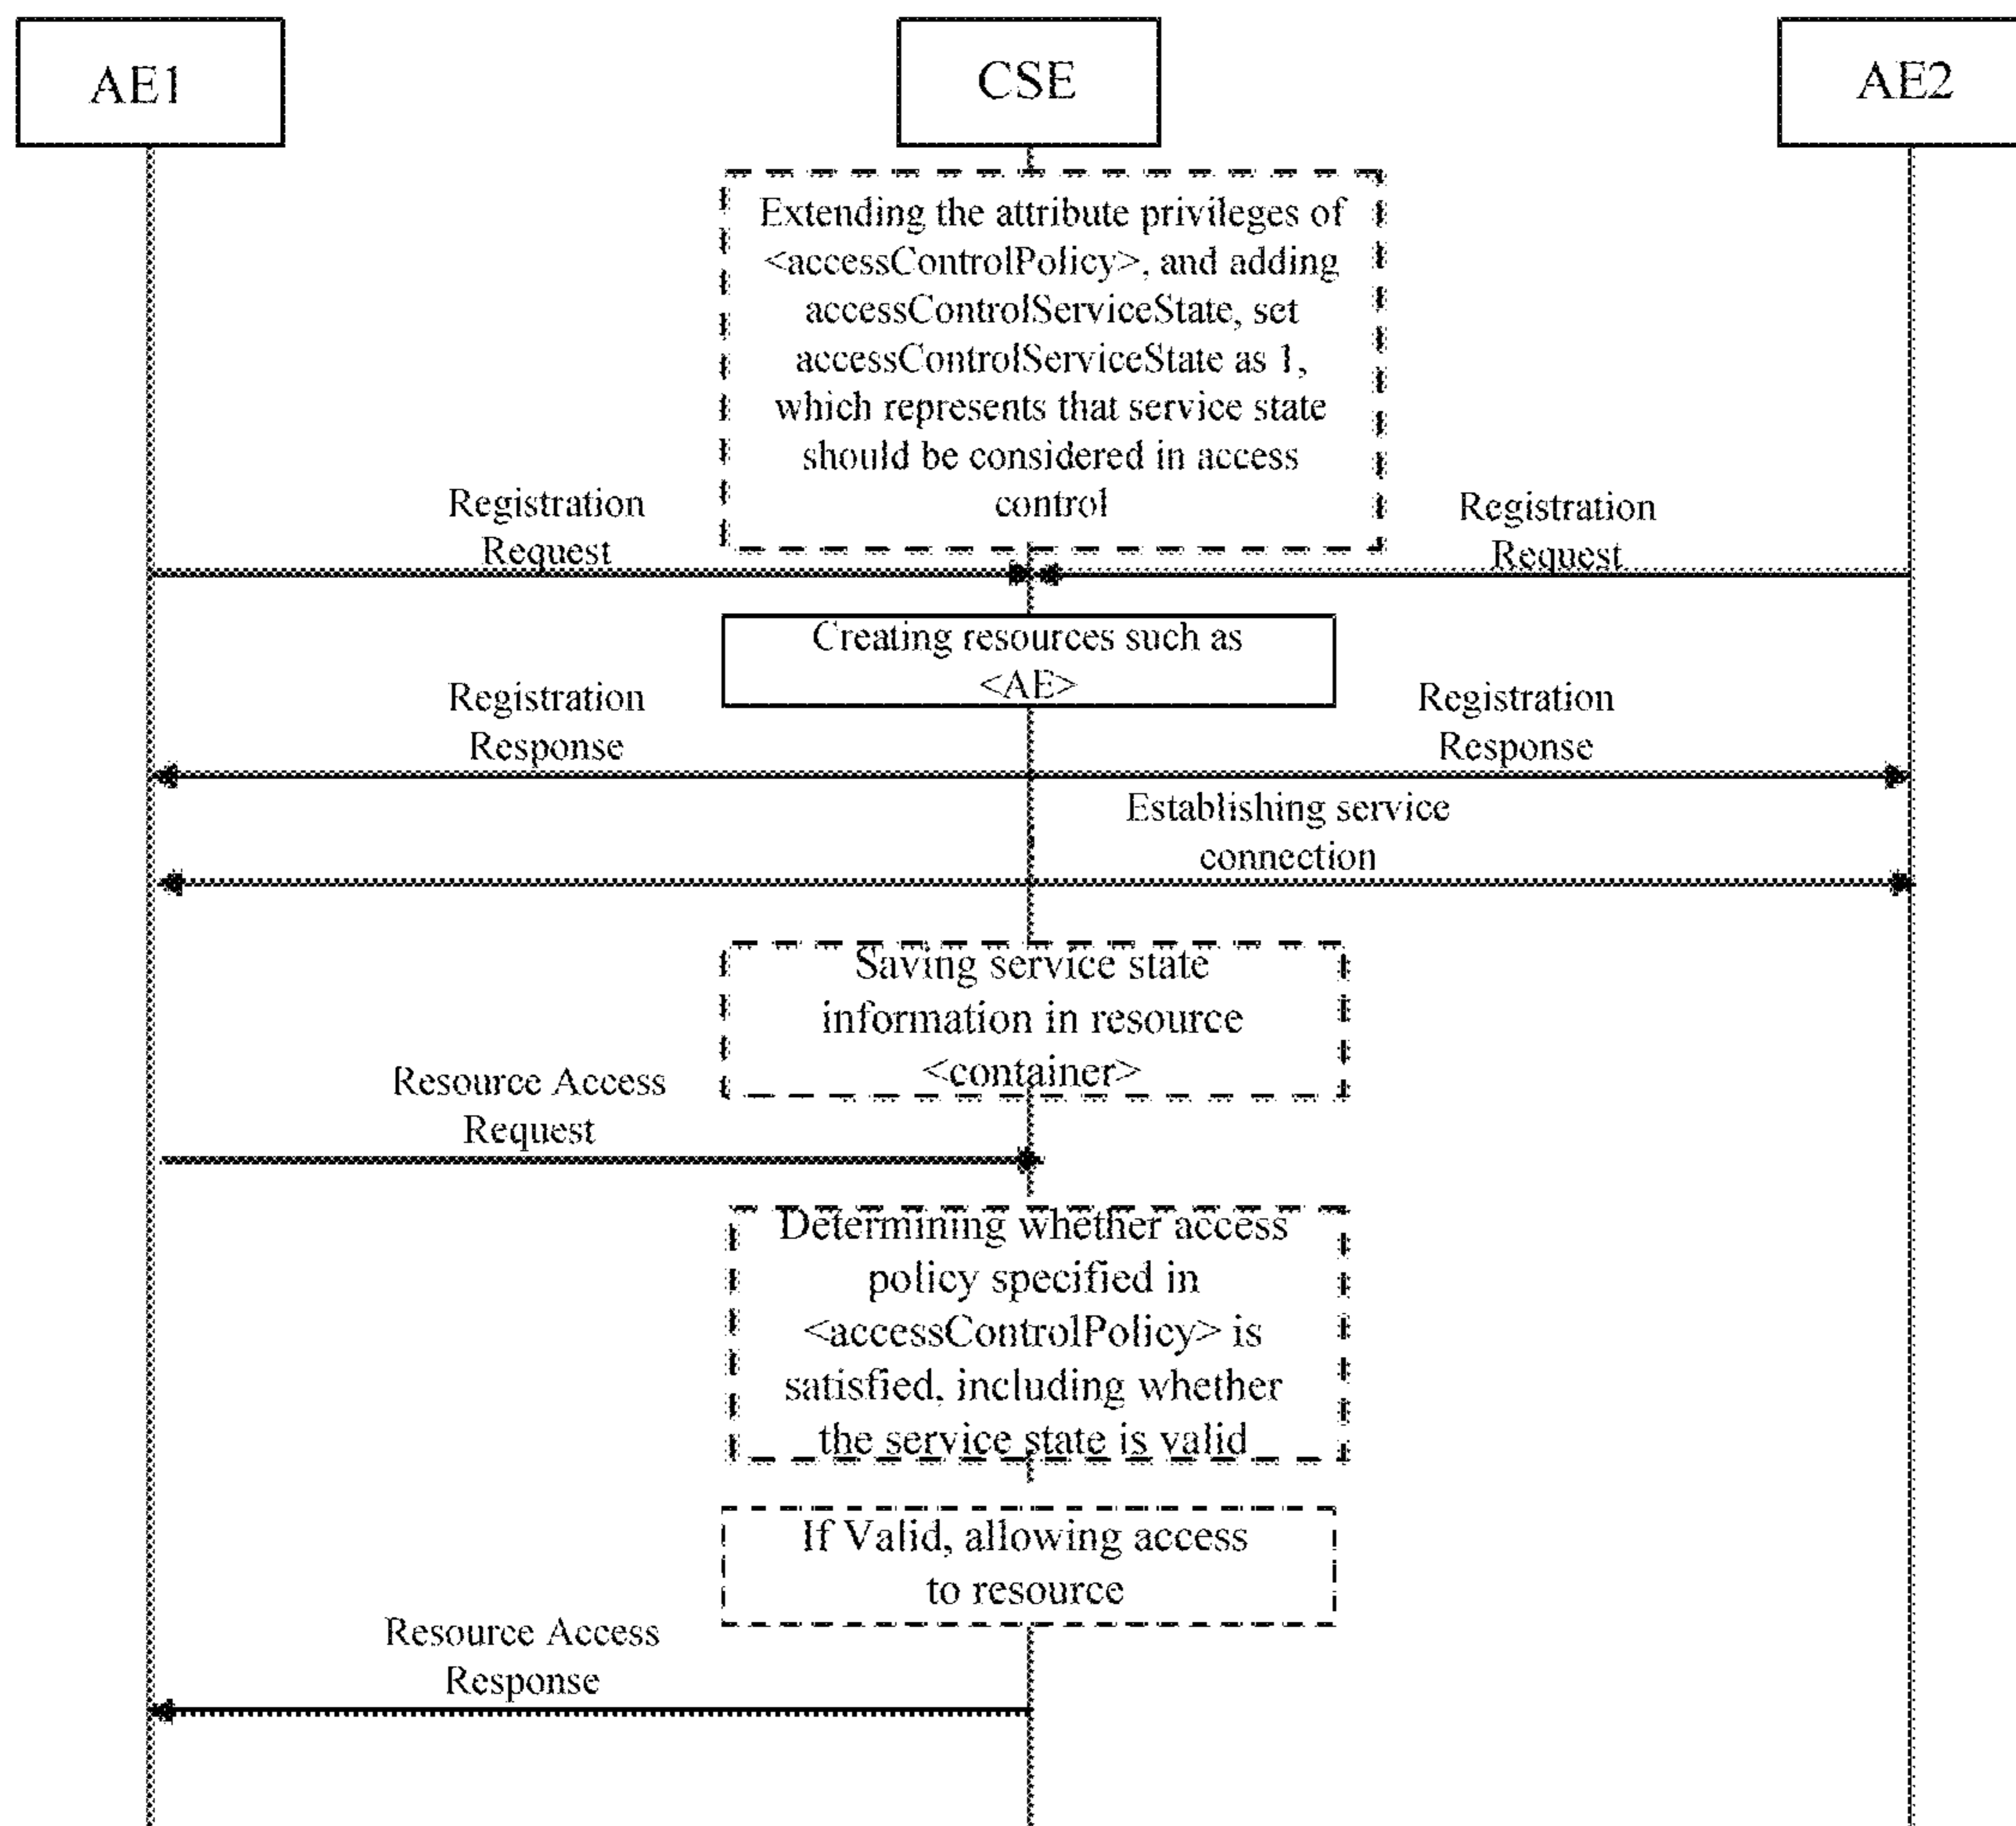 AE1
CSE
AE2
Extending the attribute privileges of
<accessControlPolicy>, and adding
accessControlServiceState, set
accessControlServiceState as 1,
which represents that service state
should be considered in access
control
Registration
Request
Registration
Request
Creating resources such as
<AE>
Registration
Response
Registration
Response
Establishing service
connection
Saving service state
information in resource
<container>
Resource Access
Request
Determining whether access
policy specified in
<accessControlPolicy> is
satisfied, including whether
the service state is valid
If Valid, allowing access
to resource
Resource Access
Response